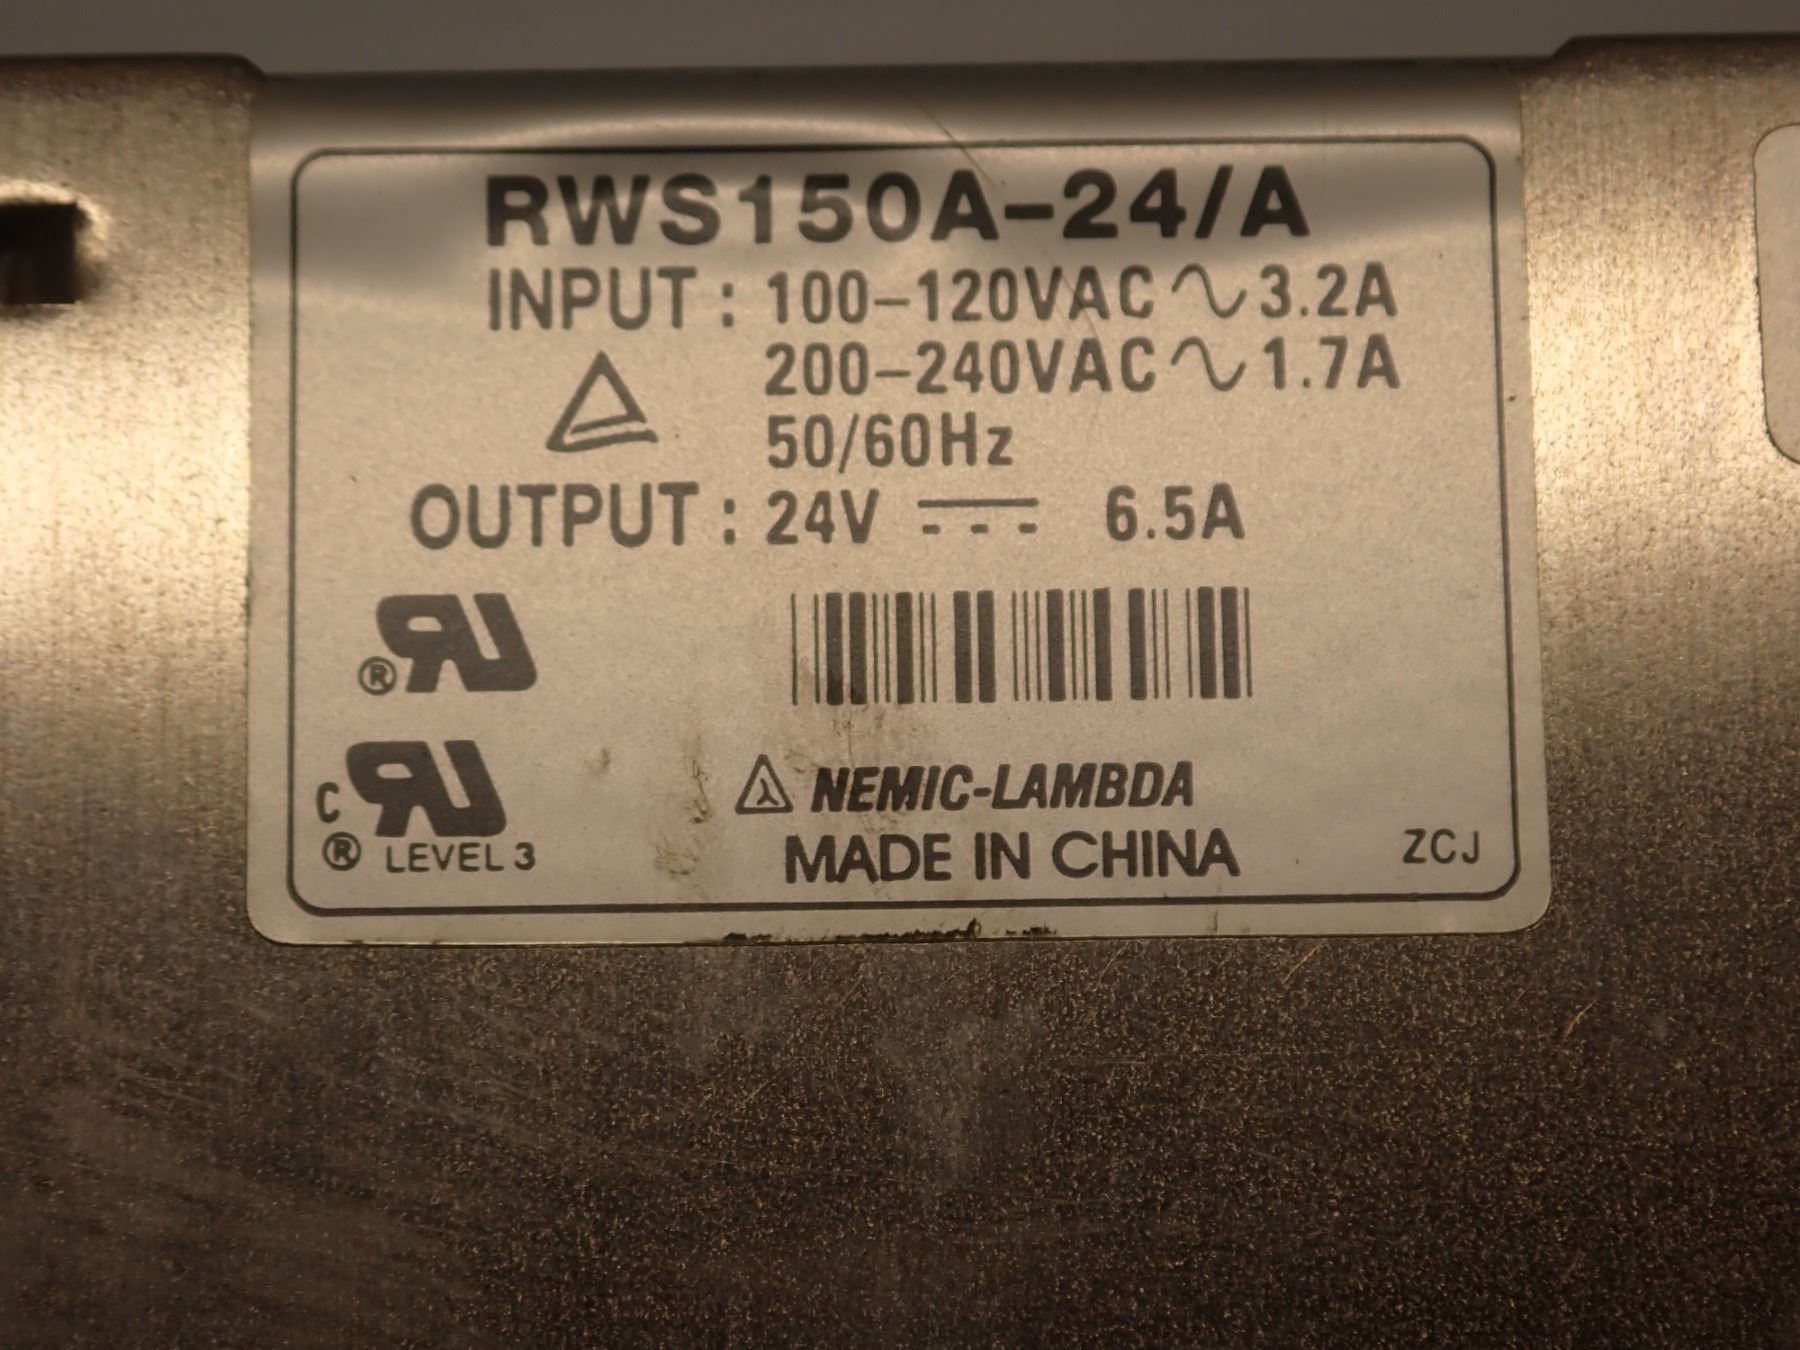 RWS150A-24/A
INPUT : 100-120VAC ∿ 3.2A
200-240VAC ∿ 1.7A
50/60Hz
OUTPUT : 24V ⎓ 6.5A
®
C
® LEVEL 3
NEMIC-LAMBDA
MADE IN CHINA
ZCJ